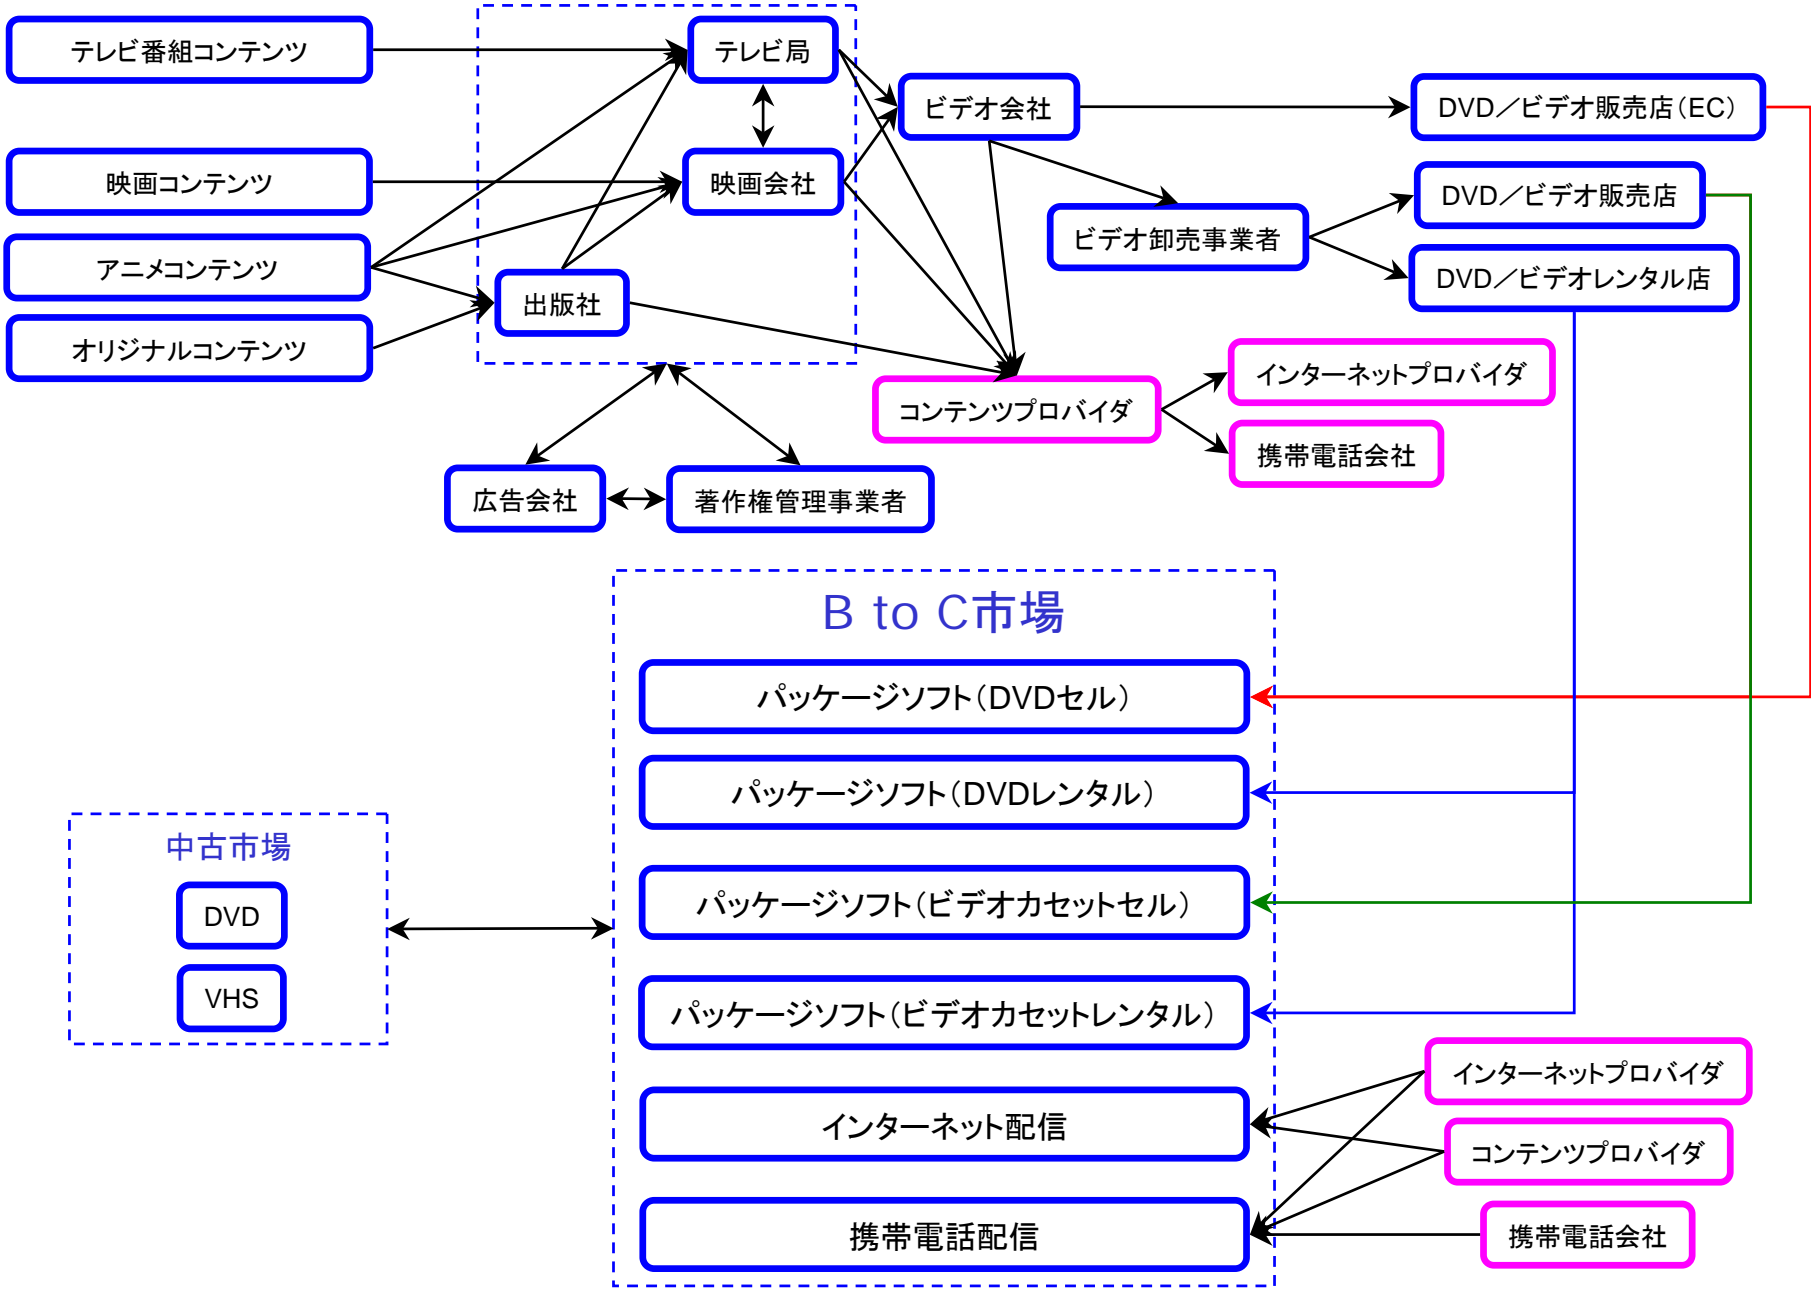 テレビ番組コンテンツ
テレビ局
ビデオ会社
DVD／ビデオ販売店（EC）
映画コンテンツ
映画会社
DVD／ビデオ販売店
ビデオ卸売事業者
アニメコンテンツ
DVD／ビデオレンタル店
出版社
オリジナルコンテンツ
インターネットプロバイダ
コンテンツプロバイダ
携帯電話会社
広告会社
著作権管理事業者
B to C市場
パッケージソフト（DVDセル）
パッケージソフト（DVDレンタル）
中古市場
DVD
VHS
パッケージソフト（ビデオカセットセル）
パッケージソフト（ビデオカセットレンタル）
インターネット配信
携帯電話配信
インターネットプロバイダ
コンテンツプロバイダ
携帯電話会社